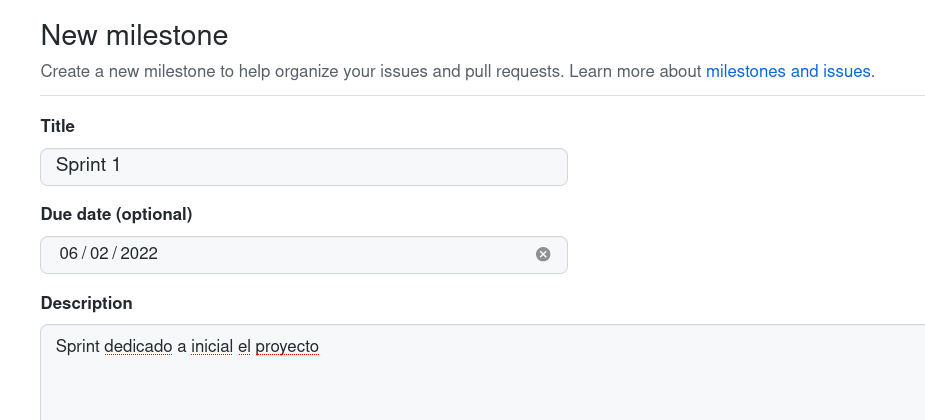 New milestone
Create a new milestone to help organize your issues and pull requests. Learn more about milestones and issues.
Title
Sprint 1
Due date (optional)
06 / 02 / 2022
Description
Sprint dedicado a inicial el proyecto